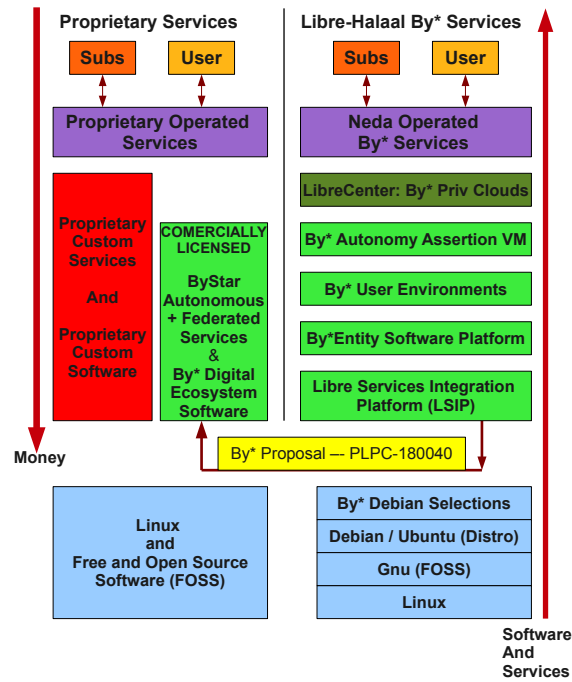 Proprietary Services
Subs
User
Proprietary Operated
Services
Proprietary
Custom
Services
And
Proprietary
Custom
Software
COMERCIALLY
LICENSED
ByStar
Autonomous
+ Federated
Services
&
By* Digital
Ecosystem
Software
Money
Libre-Halaal By* Services
Subs
User
Neda Operated
By* Services
LibreCenter: By* Priv Clouds
By* Autonomy Assertion VM
By* User Environments
By*Entity Software Platform
Libre Services Integration
Platform (LSIP)
By* Proposal –- PLPC-180040
Linux
and
Free and Open Source
Software (FOSS)
By* Debian Selections
Debian / Ubuntu (Distro)
Gnu (FOSS)
Linux
Software
And
Services